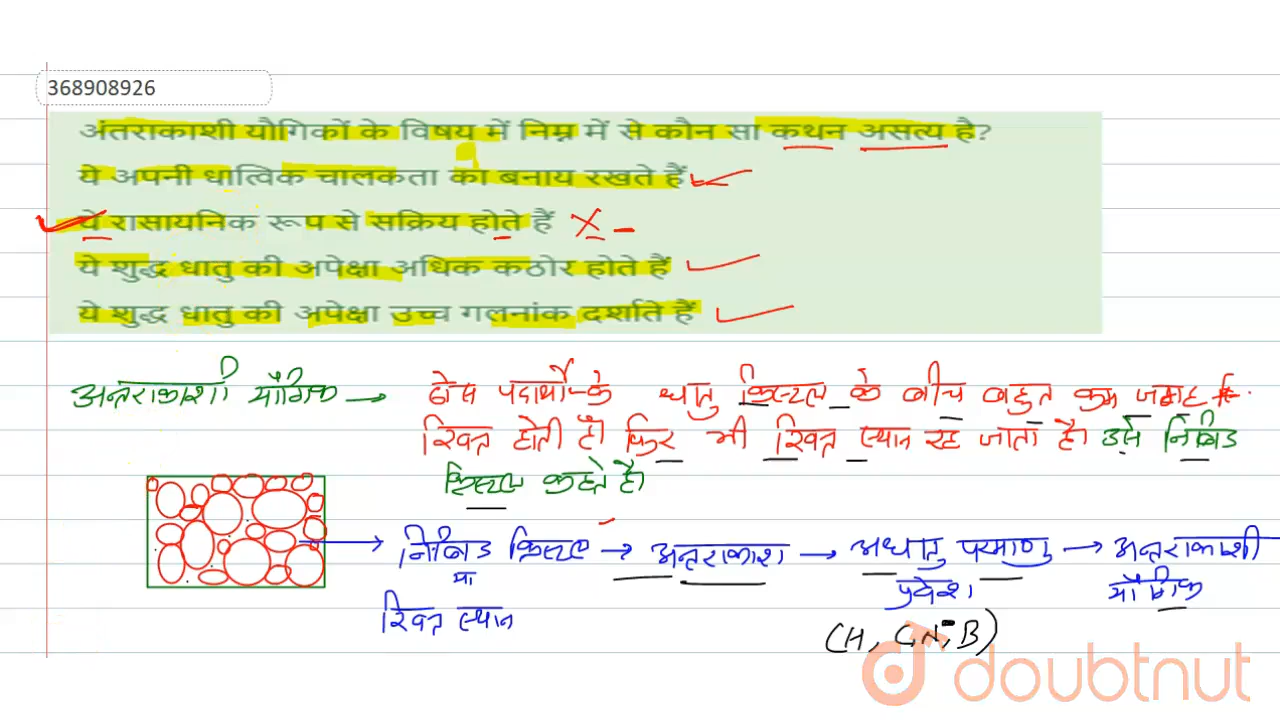 368908926
अंतराकाशी यौगिकों के विषय में निम्न में से कौन सा कथन असत्य है?
ये अपनी धात्विक चालकता का बनाय रखते हैं
ये रासायनिक रूप से सक्रिय होते हैं
ये शुद्ध धातु की अपेक्षा अधिक कठोर होते हैं
ये शुद्ध धातु की अपेक्षा उच्च गलनांक दर्शाते हैं
अन्तराकाशी यौगिक → ठोस पदार्थो के धातु क्रिस्टल के बीच बहुत कम जगह
रिक्त होती है। फिर भी रिक्त स्थान रह जाता है। उसे निबिड
क्रिस्टल कहते है।
निबिड क्रिस्टल → अन्तराकाश → अधातु परमाणु → अन्तराकाशी
या प्रवेश। यौगिक
रिक्त स्थान
(H, C, N, B)
doubtnut